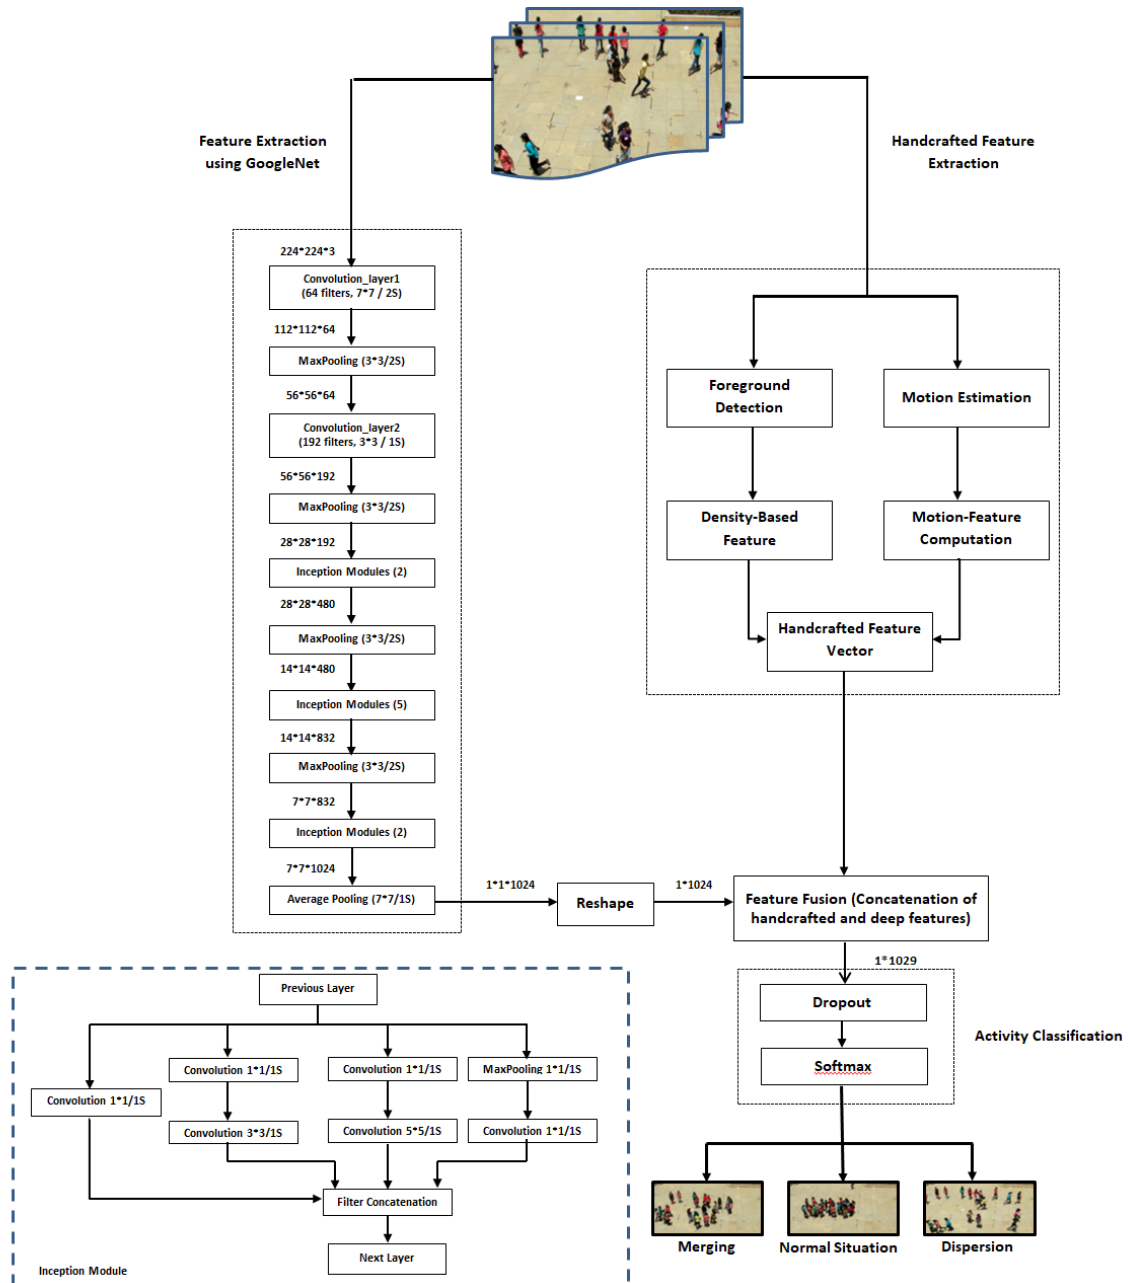 Feature Extraction
using GoogleNet
Handcrafted Feature
Extraction
224*224*3
Convolution_layer1
(64 filters, 7*7 / 2S)
112*112*64
MaxPooling (3*3/2S)
56*56*64
Convolution_layer2
(192 filters, 3*3 / 1S)
56*56*192
MaxPooling (3*3/2S)
28*28*192
Inception Modules (2)
28*28*480
MaxPooling (3*3/2S)
14*14*480
Inception Modules (5)
14*14*832
MaxPooling (3*3/2S)
7*7*832
Inception Modules (2)
7*7*1024
Average Pooling (7*7/1S)
1*1*1024
Reshape
1*1024
Foreground
Detection
Motion Estimation
Density-Based
Feature
Motion-Feature
Computation
Handcrafted Feature
Vector
Feature Fusion (Concatenation of
handcrafted and deep features)
1*1029
Dropout
Softmax
Activity Classification
Merging
Normal Situation
Dispersion
Previous Layer
Convolution 1*1/1S
Convolution 1*1/1S
MaxPooling 1*1/1S
Convolution 1*1/1S
Convolution 3*3/1S
Convolution 5*5/1S
Convolution 1*1/1S
Filter Concatenation
Next Layer
Inception Module